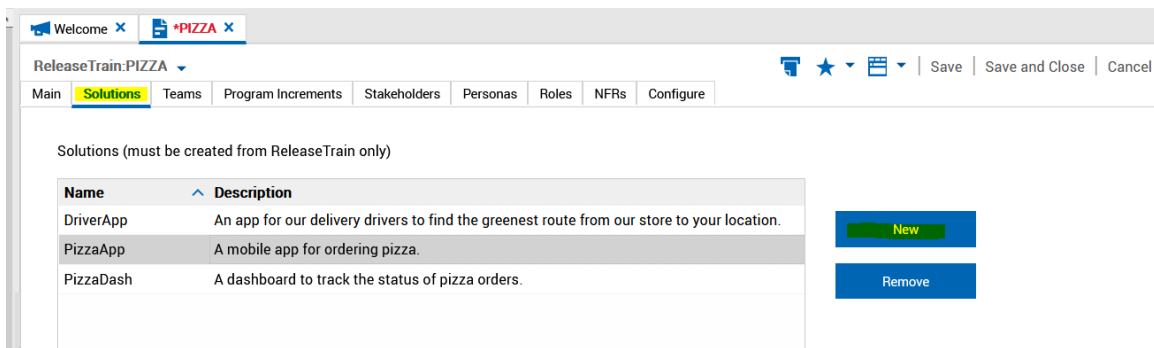 Welcome *PIZZA
ReleaseTrain:PIZZA Save Save and Close Cancel
Main Solutions Teams Program Increments Stakeholders Personas Roles NFRs Configure
Solutions (must be created from ReleaseTrain only)
Name Description
DriverApp An app for our delivery drivers to find the greenest route from our store to your location.
New
PizzaApp A mobile app for ordering pizza.
PizzaDash A dashboard to track the status of pizza orders.
Remove